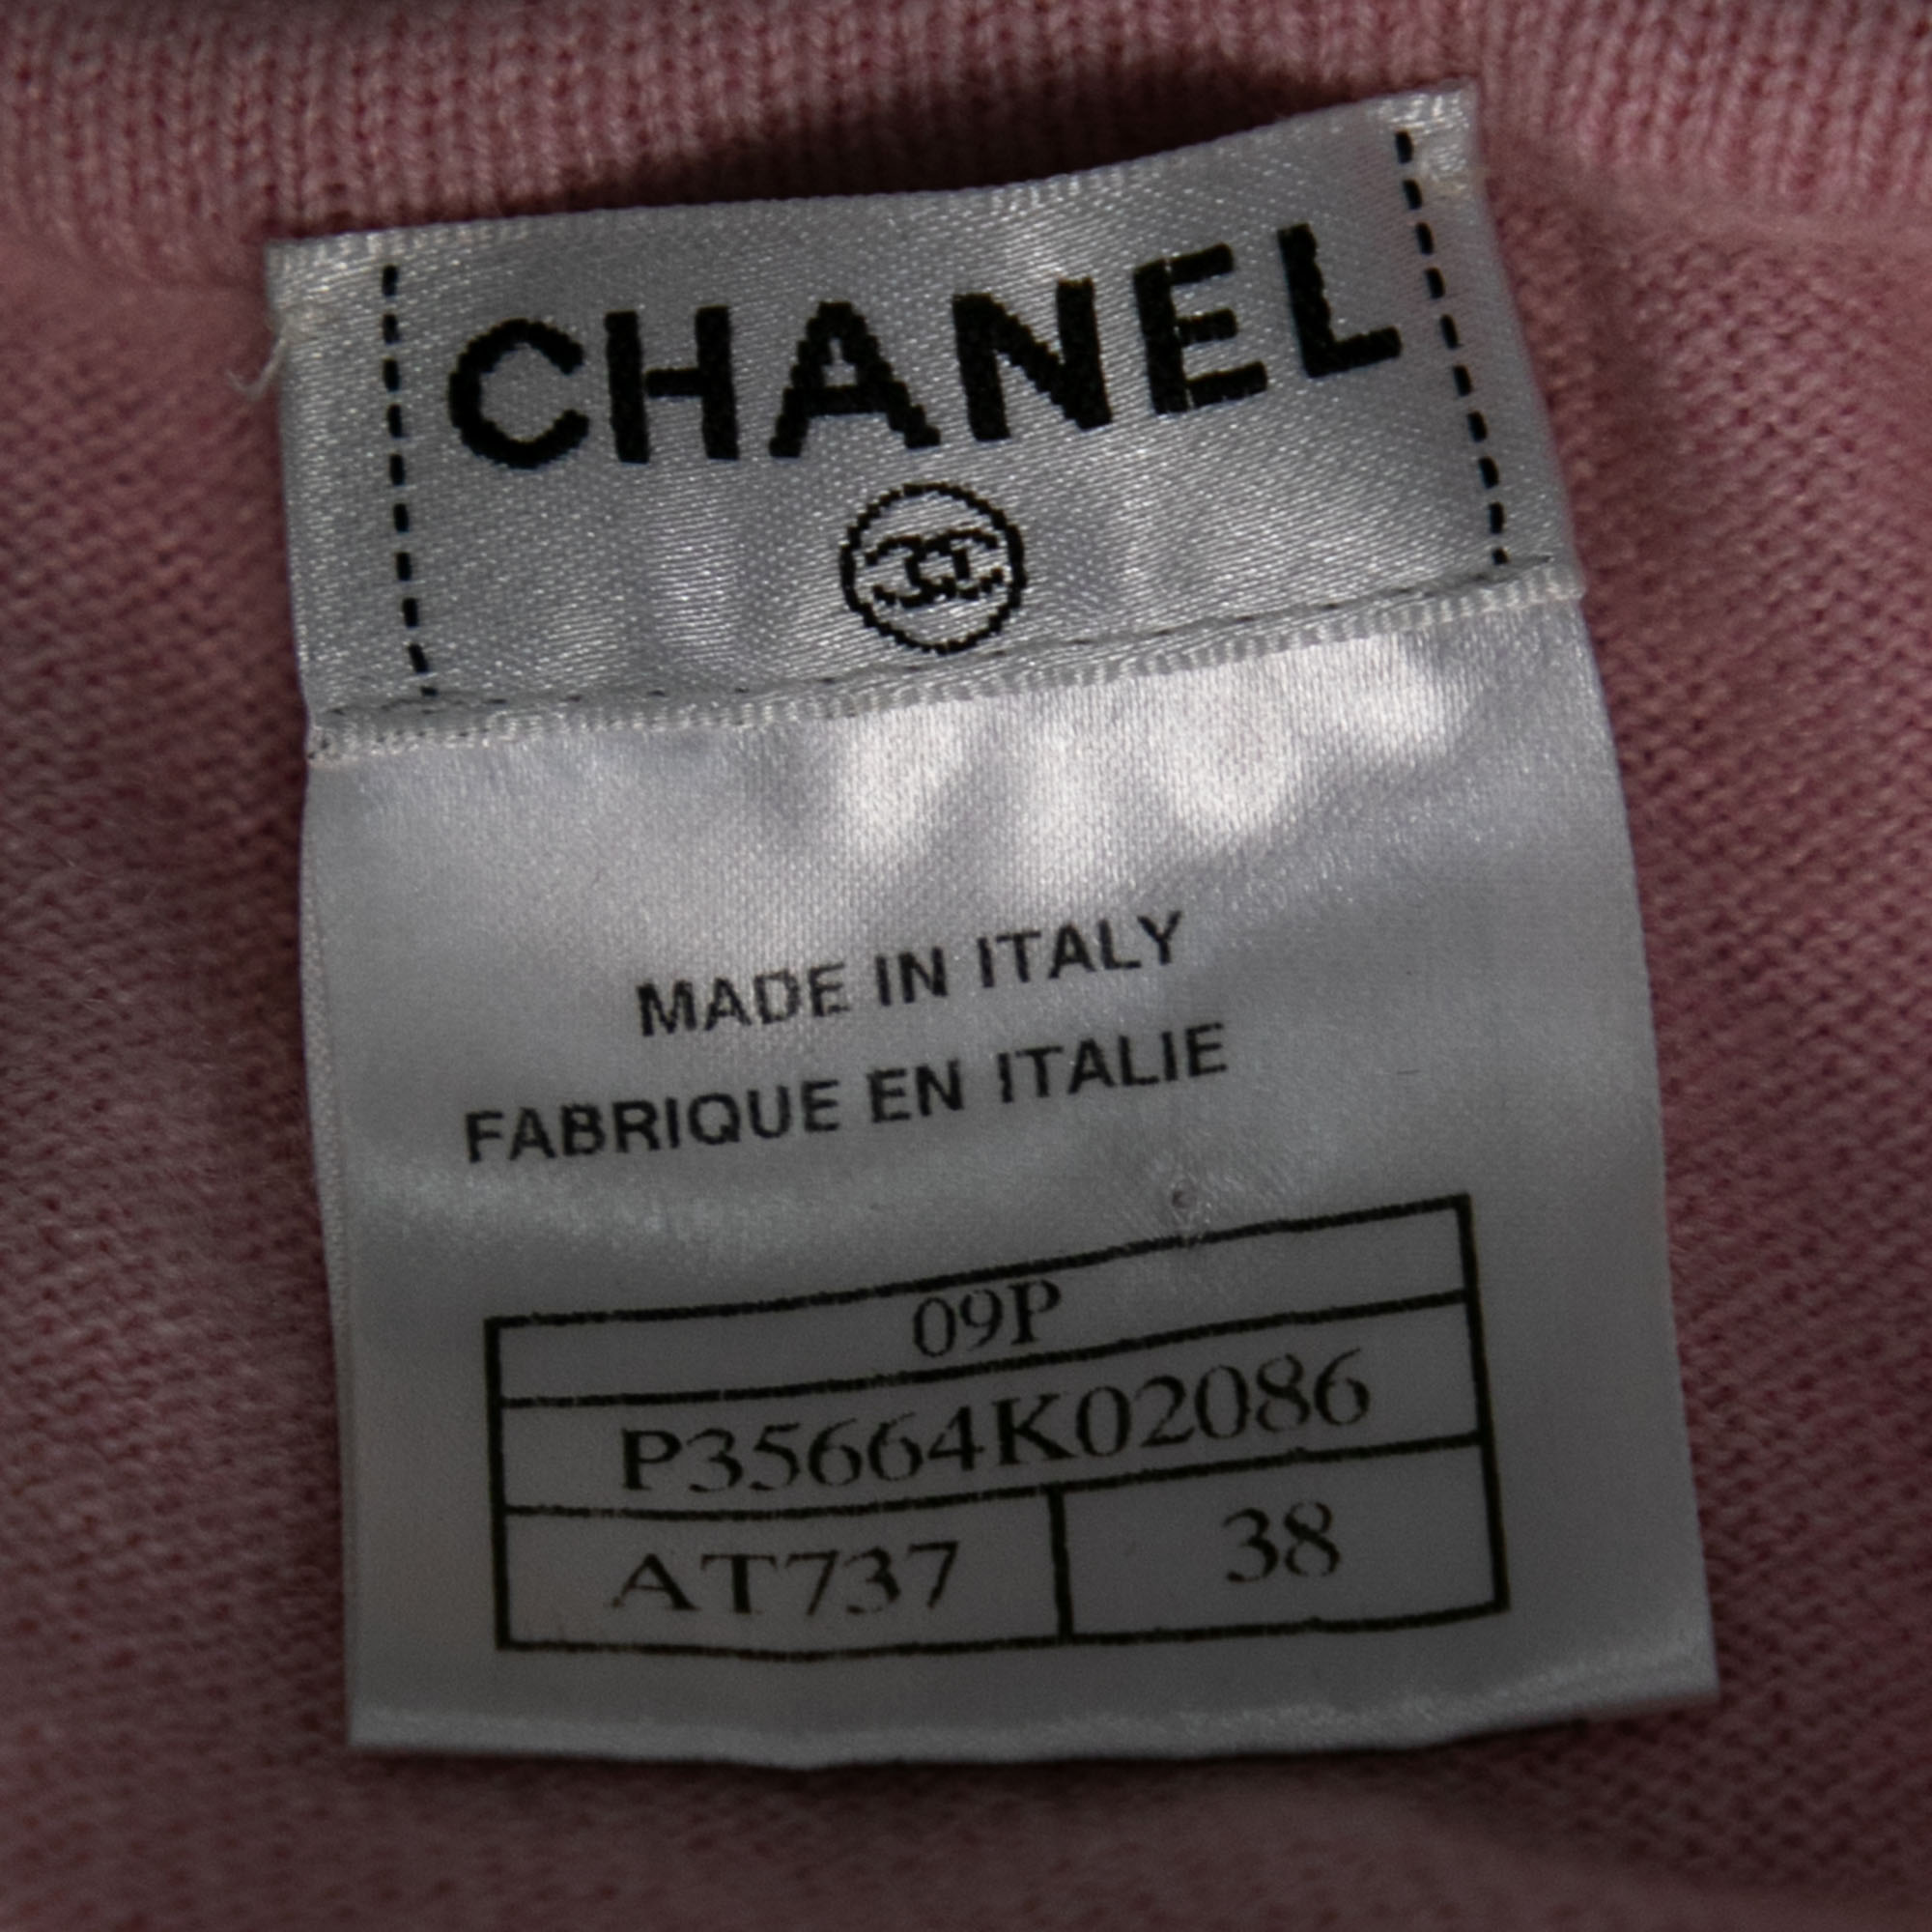 CHANEL
MADE IN ITALY
FABRIQUE EN ITALIE
09P
P35664K02086
AT737 38